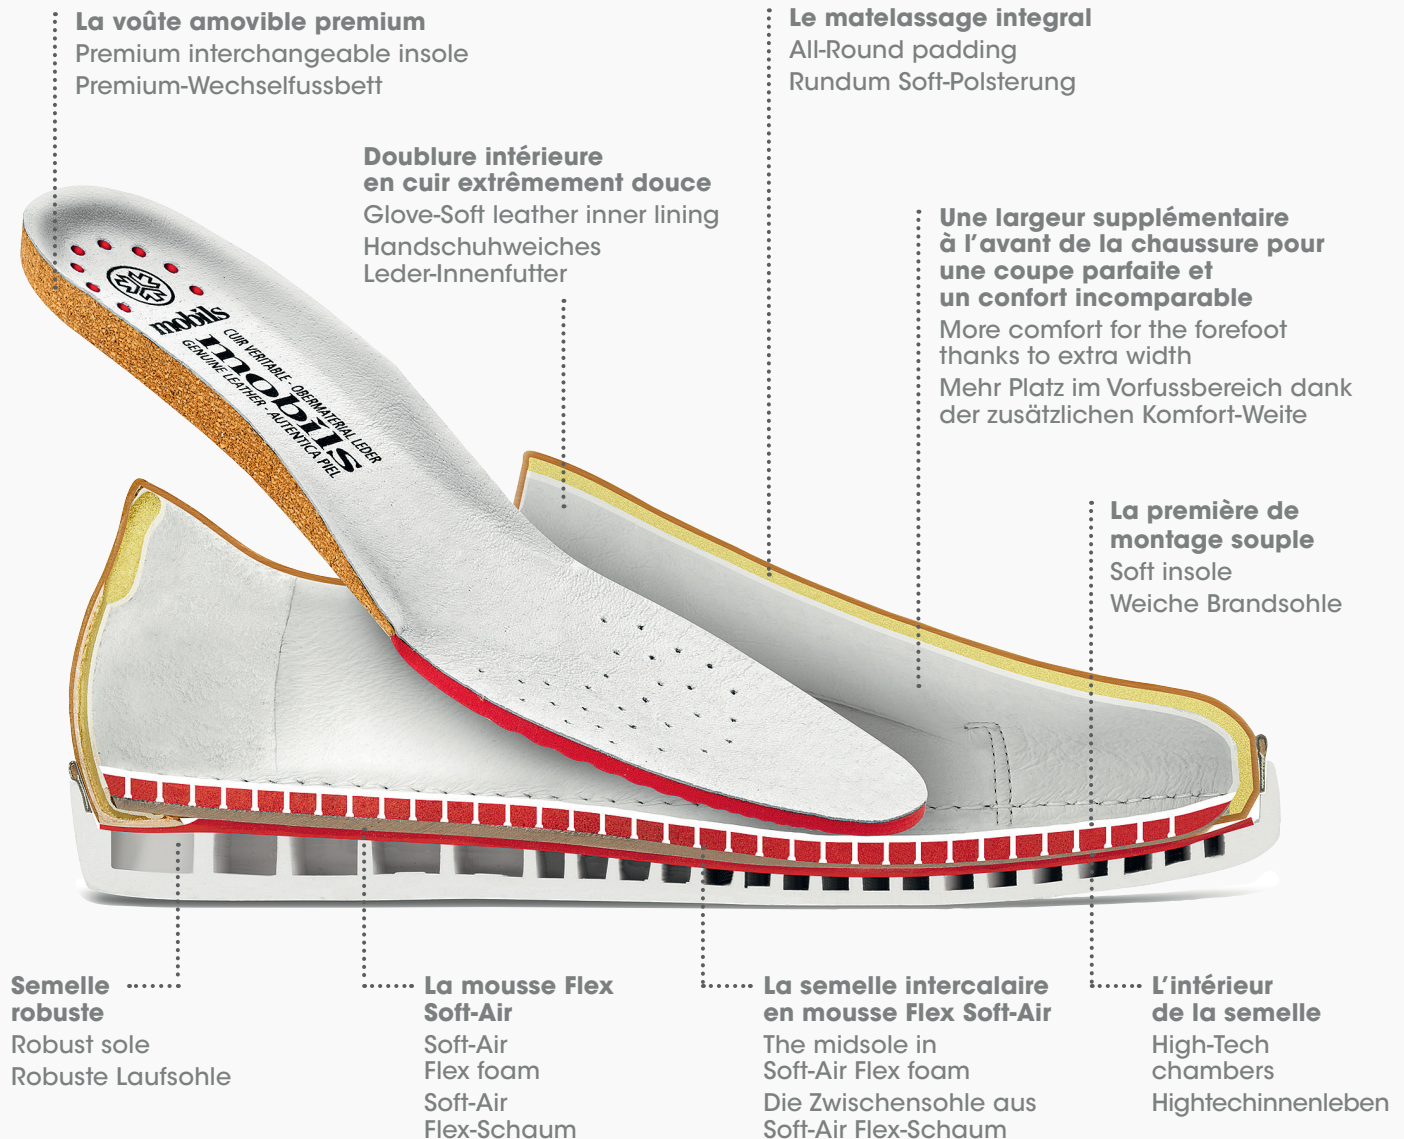 La voûte amovible premium
Premium interchangeable insole
Premium-Wechselfussbett
Le matelassage integral
All-Round padding
Rundum Soft-Polsterung
Doublure intérieure
en cuir extrêmement douce
Glove-Soft leather inner lining
Handschuhweiches
Leder-Innenfutter
Une largeur supplémentaire
à l'avant de la chaussure pour
une coupe parfaite et
un confort incomparable
More comfort for the forefoot
thanks to extra width
Mehr Platz im Vorfussbereich dank
der zusätzlichen Komfort-Weite
La première de
montage souple
Soft insole
Weiche Brandsohle
mobils
CUIR VERITABLE - OBERMATERIAL LEDER
mobils
GENUINE LEATHER - AUTENTICA PIEL
Semelle
robuste
Robust sole
Robuste Laufsohle
La mousse Flex
Soft-Air
Soft-Air
Flex foam
Soft-Air
Flex-Schaum
La semelle intercalaire
en mousse Flex Soft-Air
The midsole in
Soft-Air Flex foam
Die Zwischensohle aus
Soft-Air Flex-Schaum
L'intérieur
de la semelle
High-Tech
chambers
Hightechinnenleben